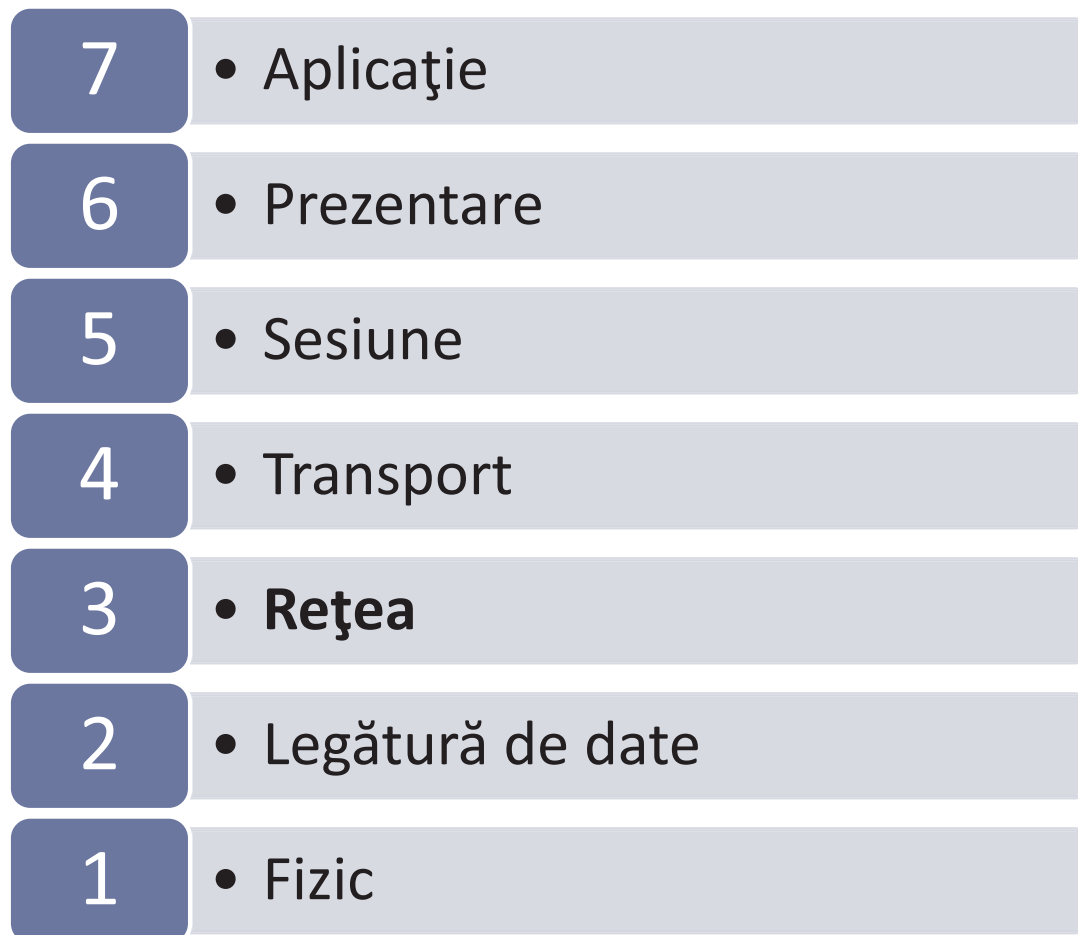 7 • Aplicaţie
6 • Prezentare
5 • Sesiune
4 • Transport
3 • Reţea
2 • Legătură de date
1 • Fizic